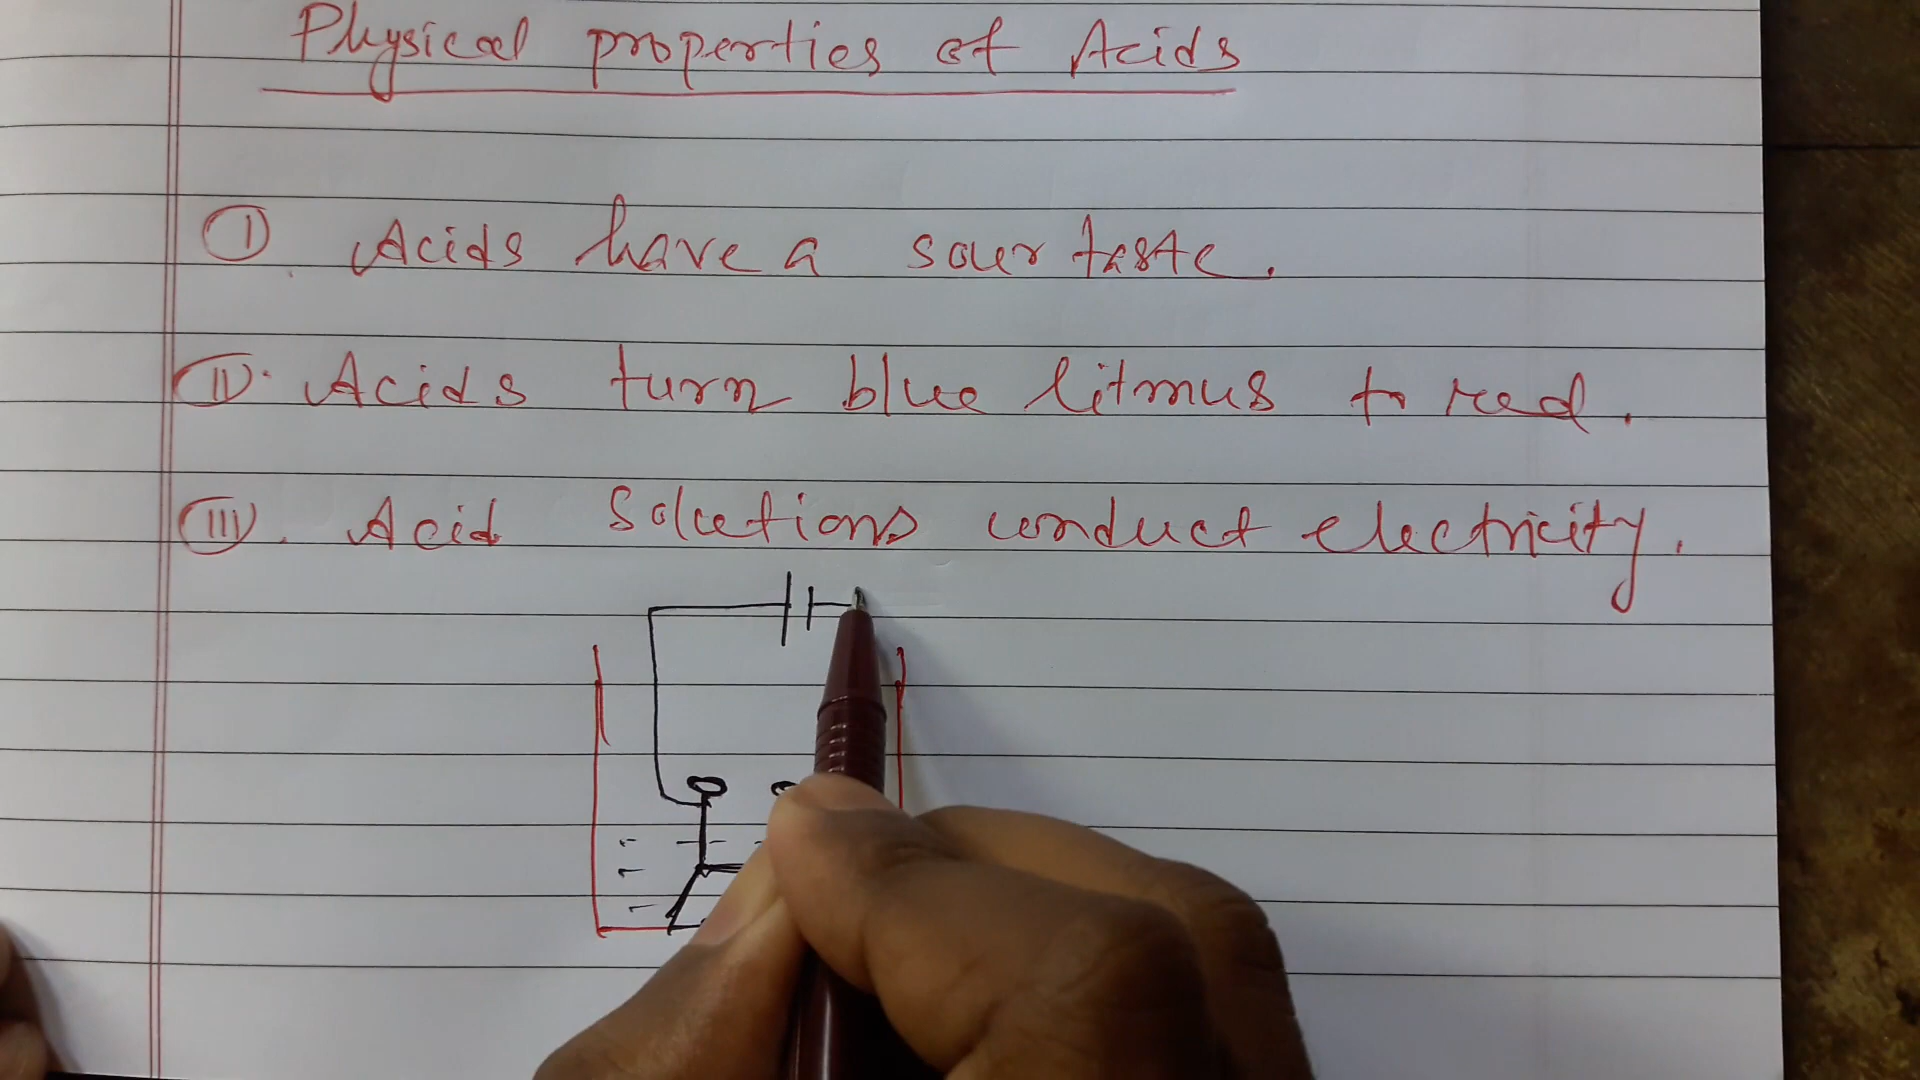 Physical properties of Acids
I Acids have a sour taste.
II. Acids turn blue litmus to red.
III. Acid Solutions conduct electricity.